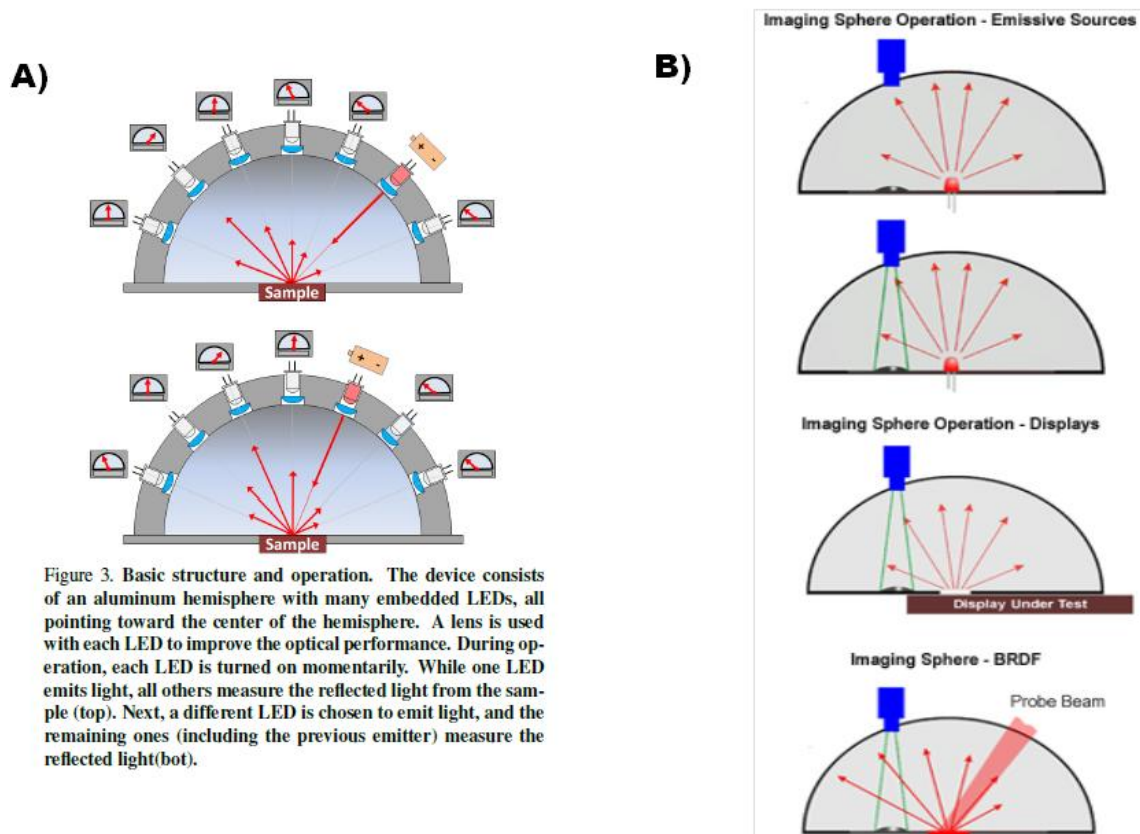 A)
Sample
Sample
Figure 3. Basic structure and operation. The device consists
of an aluminum hemisphere with many embedded LEDs, all
pointing toward the center of the hemisphere. A lens is used
with each LED to improve the optical performance. During op-
eration, each LED is turned on momentarily. While one LED
emits light, all others measure the reflected light from the sam-
ple (top). Next, a different LED is chosen to emit light, and the
remaining ones (including the previous emitter) measure the
reflected light(bot).
B)
Imaging Sphere Operation - Emissive Sources
Imaging Sphere Operation - Displays
Display Under Test
Imaging Sphere - BRDF
Probe Beam